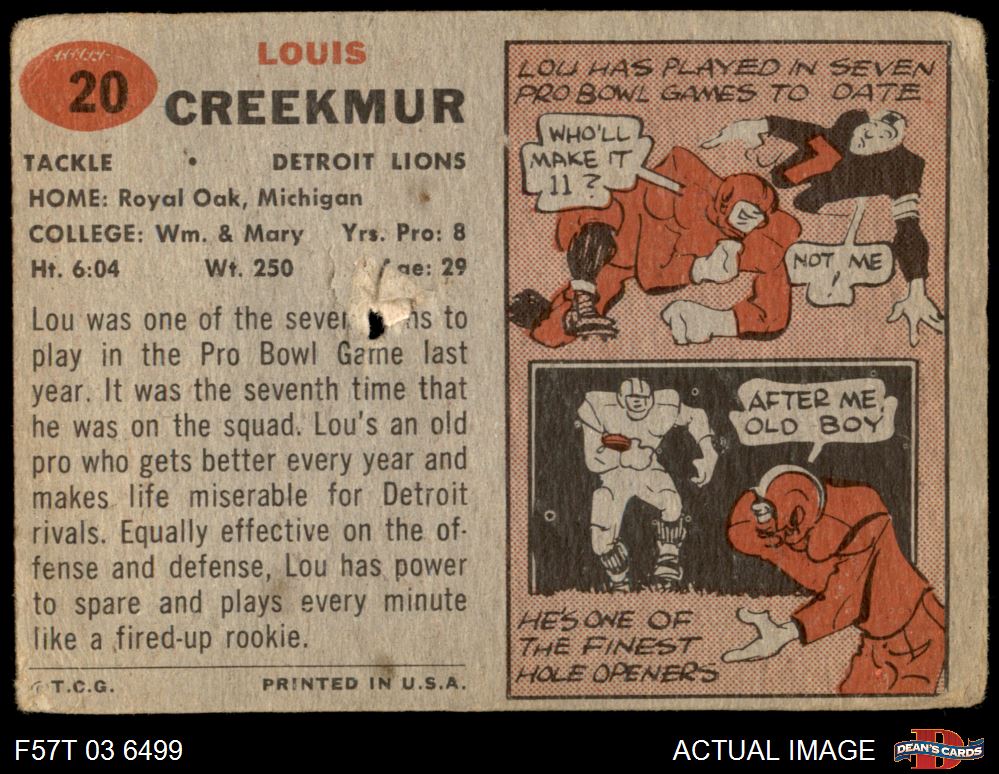 20
LOUIS
CREEKMUR
TACKLE • DETROIT LIONS
HOME: Royal Oak, Michigan
COLLEGE: Wm. & Mary Yrs. Pro: 8
Ht. 6:04 Wt. 250 ge: 29
Lou was one of the sever ns to
play in the Pro Bowl Game last
year. It was the seventh time that
he was on the squad. Lou's an old
pro who gets better every year and
makes life miserable for Detroit
rivals. Equally effective on the of-
fense and defense, Lou has power
to spare and plays every minute
like a fired-up rookie.
©T.C.G. PRINTED IN U.S.A.
LOU HAS PLAYED IN SEVEN
PRO BOWL GAMES TO DATE
WHO'LL
MAKE IT
11?
NOT ME
!
AFTER ME,
OLD BOY
HE'S ONE OF
THE FINEST
HOLE OPENERS
F57T 03 6499
ACTUAL IMAGE
DEAN'S CARDS